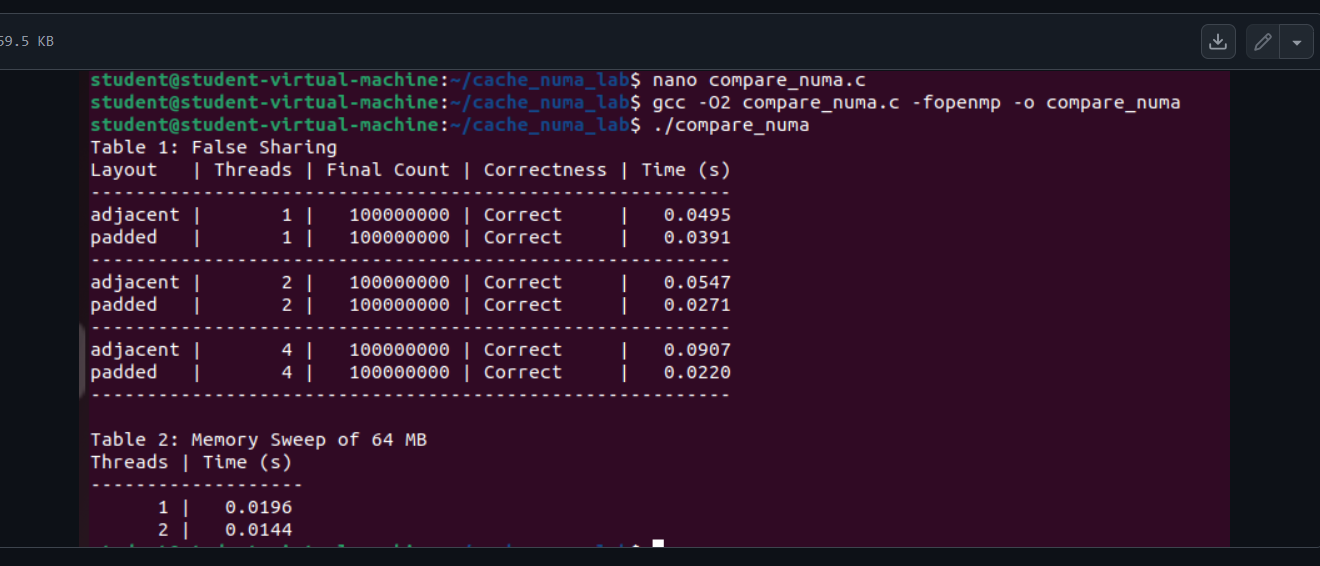 59.5 KB
student@student-virtual-machine:~/cache_numa_lab$ nano compare_numa.c
student@student-virtual-machine:~/cache_numa_lab$ gcc -O2 compare_numa.c -fopenmp -o compare_numa
student@student-virtual-machine:~/cache_numa_lab$ ./compare_numa
Table 1: False Sharing
Layout   | Threads | Final Count | Correctness | Time (s)
---------------------------------------------------------
adjacent |       1 |   100000000 | Correct     |   0.0495
padded   |       1 |   100000000 | Correct     |   0.0391
---------------------------------------------------------
adjacent |       2 |   100000000 | Correct     |   0.0547
padded   |       2 |   100000000 | Correct     |   0.0271
---------------------------------------------------------
adjacent |       4 |   100000000 | Correct     |   0.0907
padded   |       4 |   100000000 | Correct     |   0.0220
---------------------------------------------------------
Table 2: Memory Sweep of 64 MB
Threads | Time (s)
-------------------
      1 |   0.0196
      2 |   0.0144